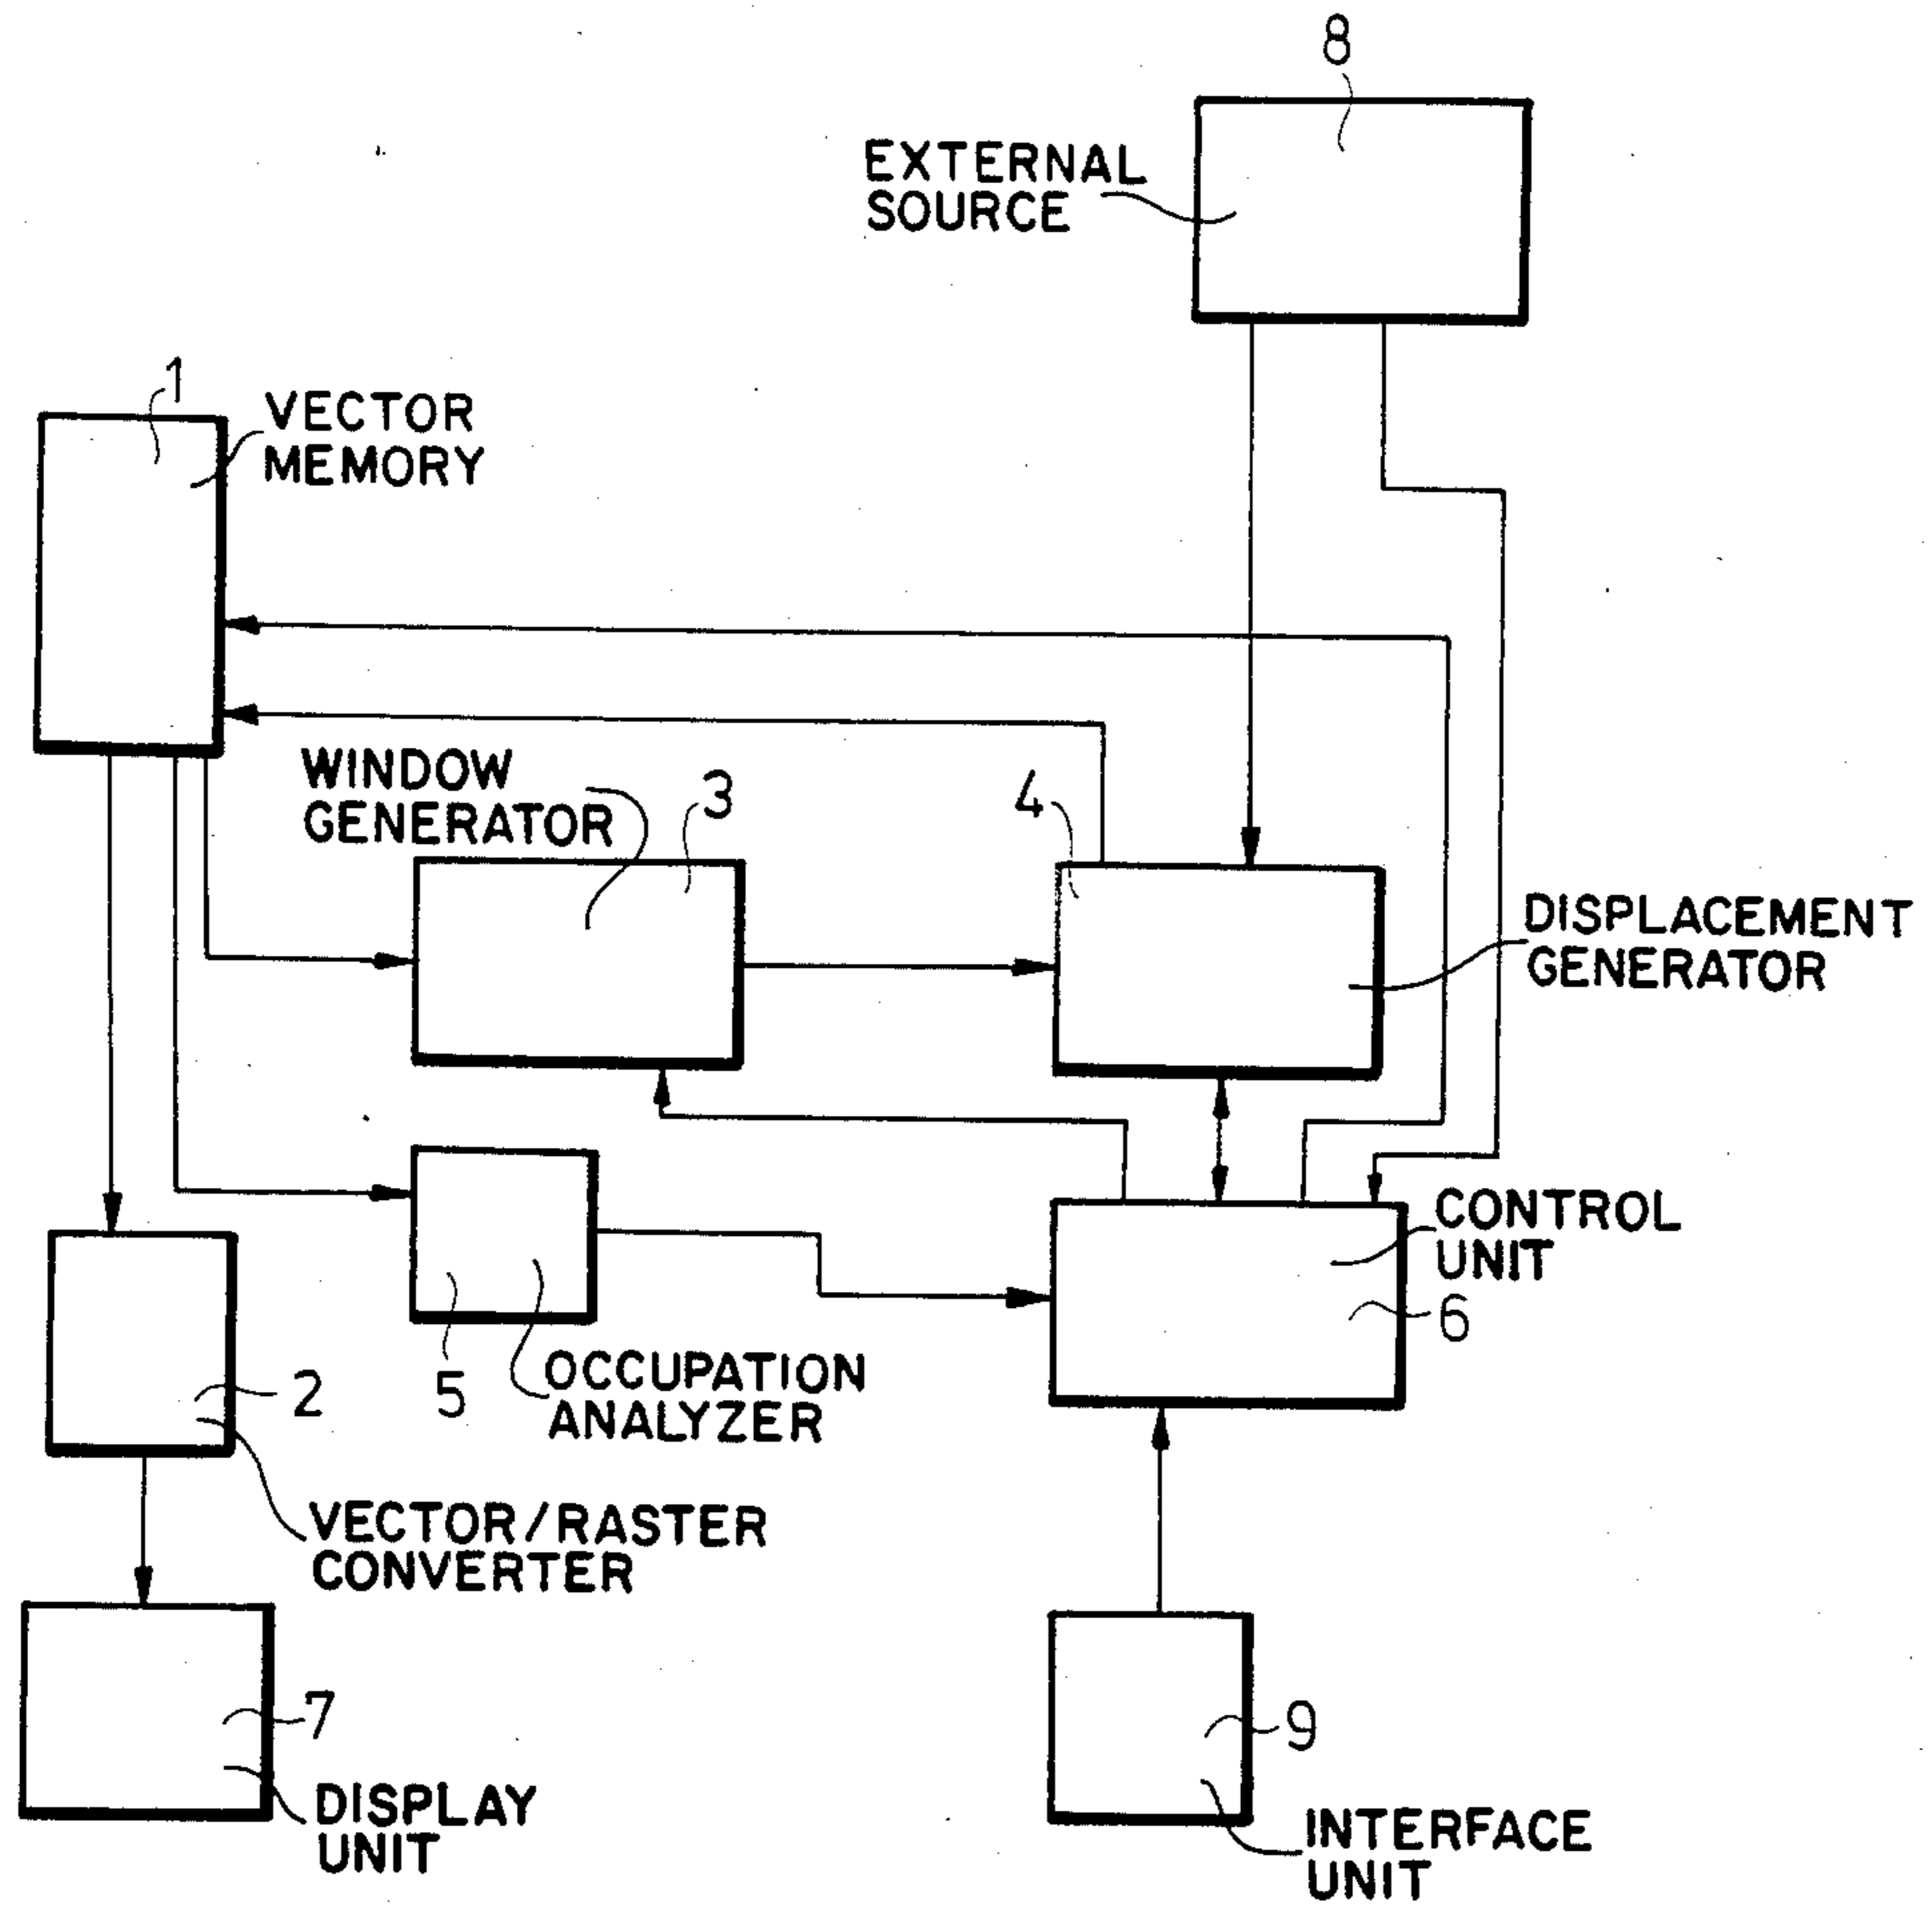 8
EXTERNAL
SOURCE
1
VECTOR
MEMORY
WINDOW
GENERATOR
3
4
DISPLACEMENT
GENERATOR
CONTROL
UNIT
6
5
OCCUPATION
ANALYZER
2
VECTOR/RASTER
CONVERTER
7
DISPLAY
UNIT
9
INTERFACE
UNIT